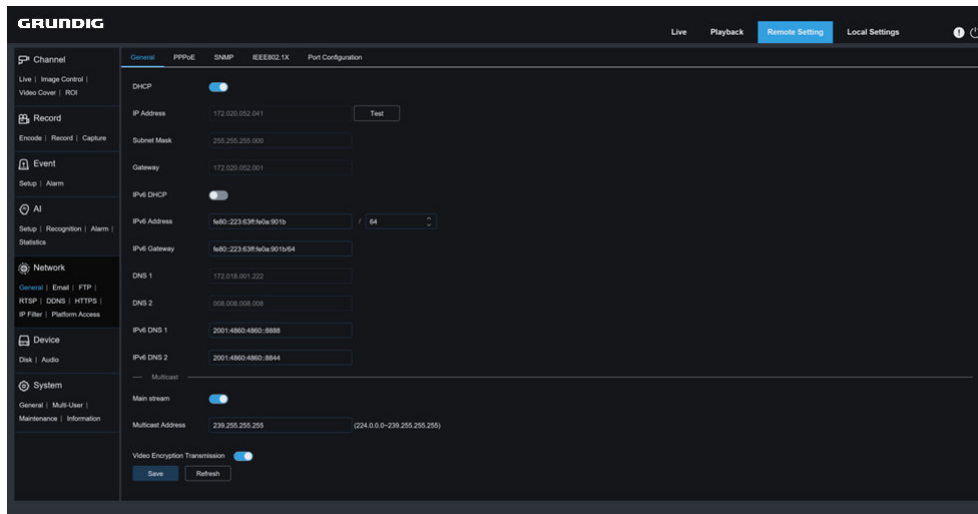 GRUNDIG
Live Playback Remote Setting Local Settings
Channel
Live | Image Control |
Video Cover | ROI
Record
Encode | Record | Capture
Event
Setup | Alarm
AI
Setup | Recognition | Alarm |
Statistics
Network
General | Email | FTP |
RTSP | DDNS | HTTPS |
IP Filter | Platform Access
Device
Disk | Audio
System
General | Multi-User |
Maintenance | Information
General PPPoE SNMP IEEE802.1X Port Configuration
DHCP
IP Address 172.020.052.041 Test
Subnet Mask 255.255.255.000
Gateway 172.020.052.001
IPv6 DHCP
IPv6 Address fe80::223:63ff:fe0a:901b / 64
IPv6 Gateway fe80::223:63ff:fe0a:901b/64
DNS 1 172.018.001.222
DNS 2 008.008.008.008
IPv6 DNS 1 2001:4860:4860::8888
IPv6 DNS 2 2001:4860:4860::8844
Multicast
Main stream
Multicast Address 239.255.255.255 (224.0.0.0~239.255.255.255)
Video Encryption Transmission
Save Refresh